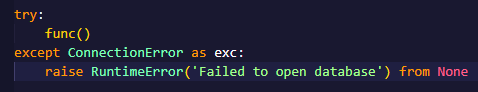 try:
    func()
except ConnectionError as exc:
    raise RuntimeError('Failed to open database') from None